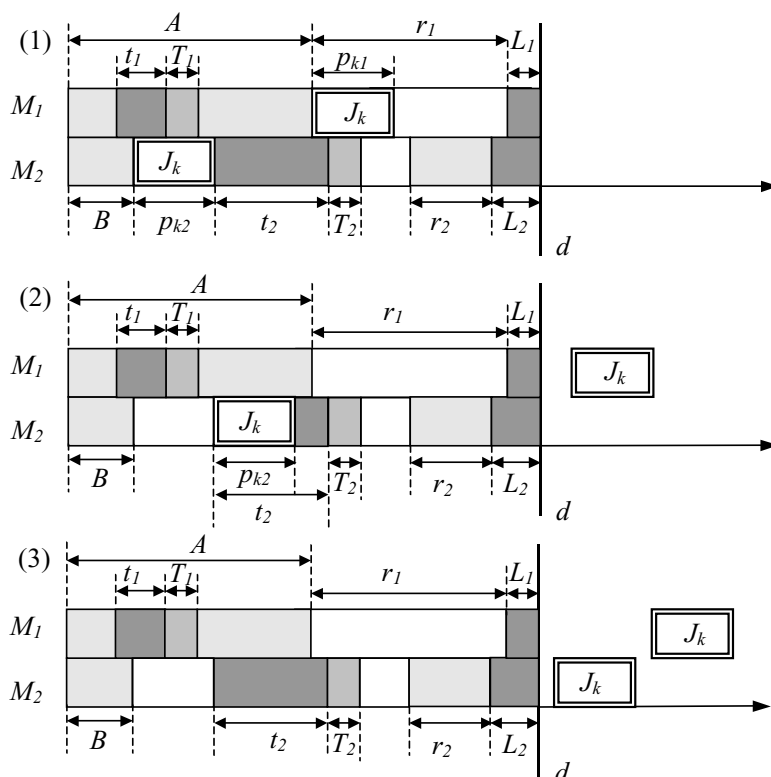 (1)
A
r1
L1
t1 T1
pk1
M1
Jk
M2
Jk
B pk2 t2 T2 r2 L2
d
(2)
A
r1
L1
t1 T1
M1
Jk
M2
Jk
B
pk2
T2 r2 L2
t2
d
(3)
A
r1
L1
t1 T1
M1
Jk
M2
Jk
B t2 T2 r2 L2
d